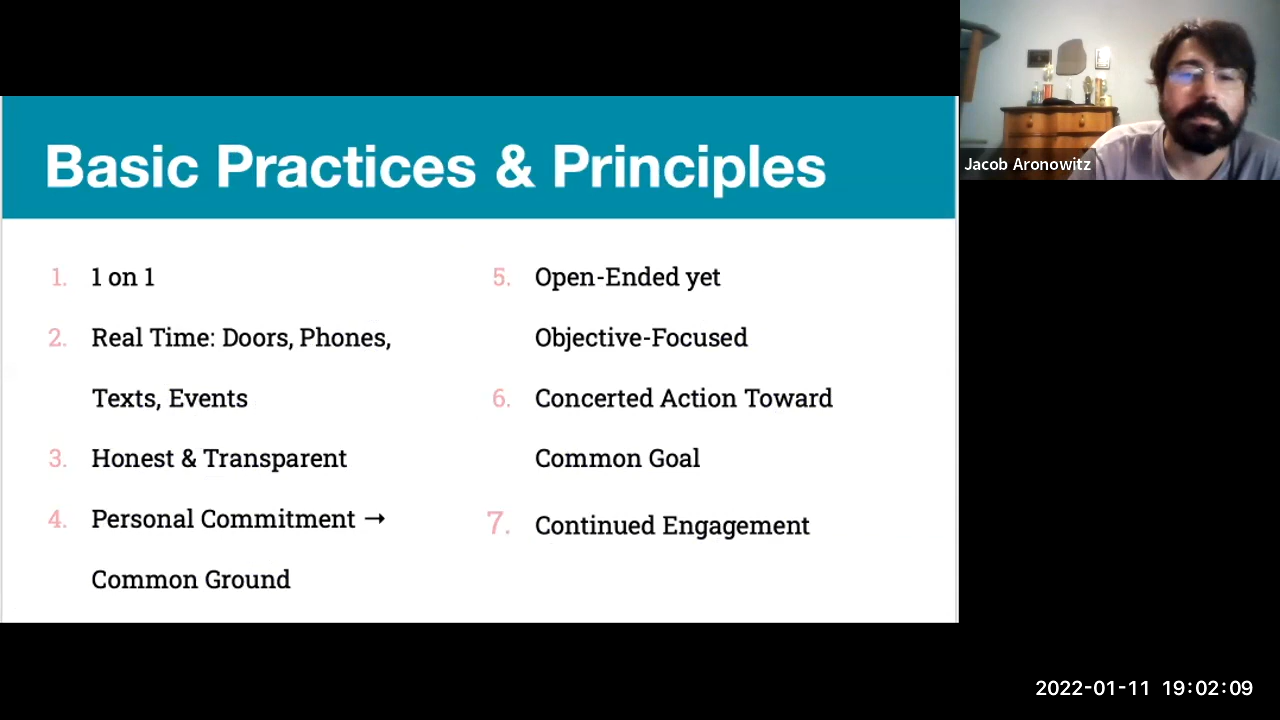 Basic Practices & Principles
1. 1 on 1
2. Real Time: Doors, Phones,
Texts, Events
3. Honest & Transparent
4. Personal Commitment →
Common Ground
5. Open-Ended yet
Objective-Focused
6. Concerted Action Toward
Common Goal
7. Continued Engagement
Jacob Aronowitz
2022-01-11 19:02:09